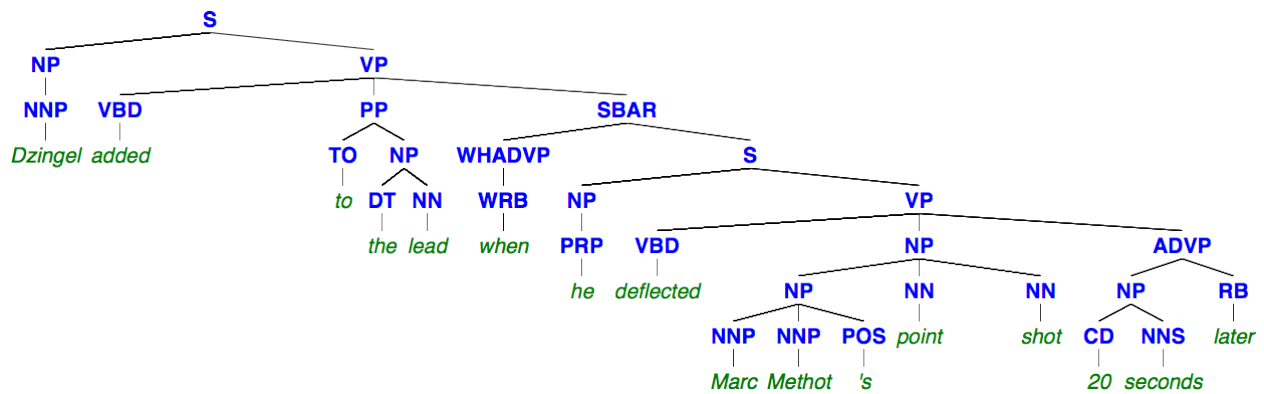 S
NP VP
NNP VBD PP SBAR
Dzingel added TO NP WHADVP S
to DT NN WRB NP VP
the lead when PRP VBD NP ADVP
he deflected NP NN NN NP RB
NNP NNP POS point shot CD NNS later
Marc Methot 's 20 seconds